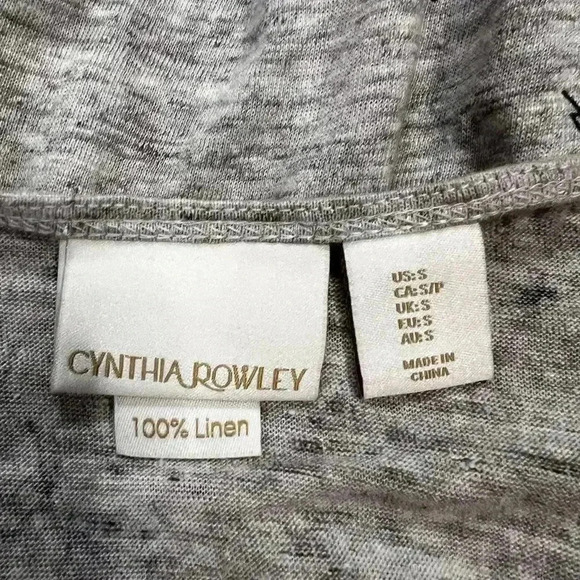 CYNTHIA ROWLEY
100% Linen
US: S
CA: S/P
UK: S
EU: S
AU: S
MADE IN
CHINA